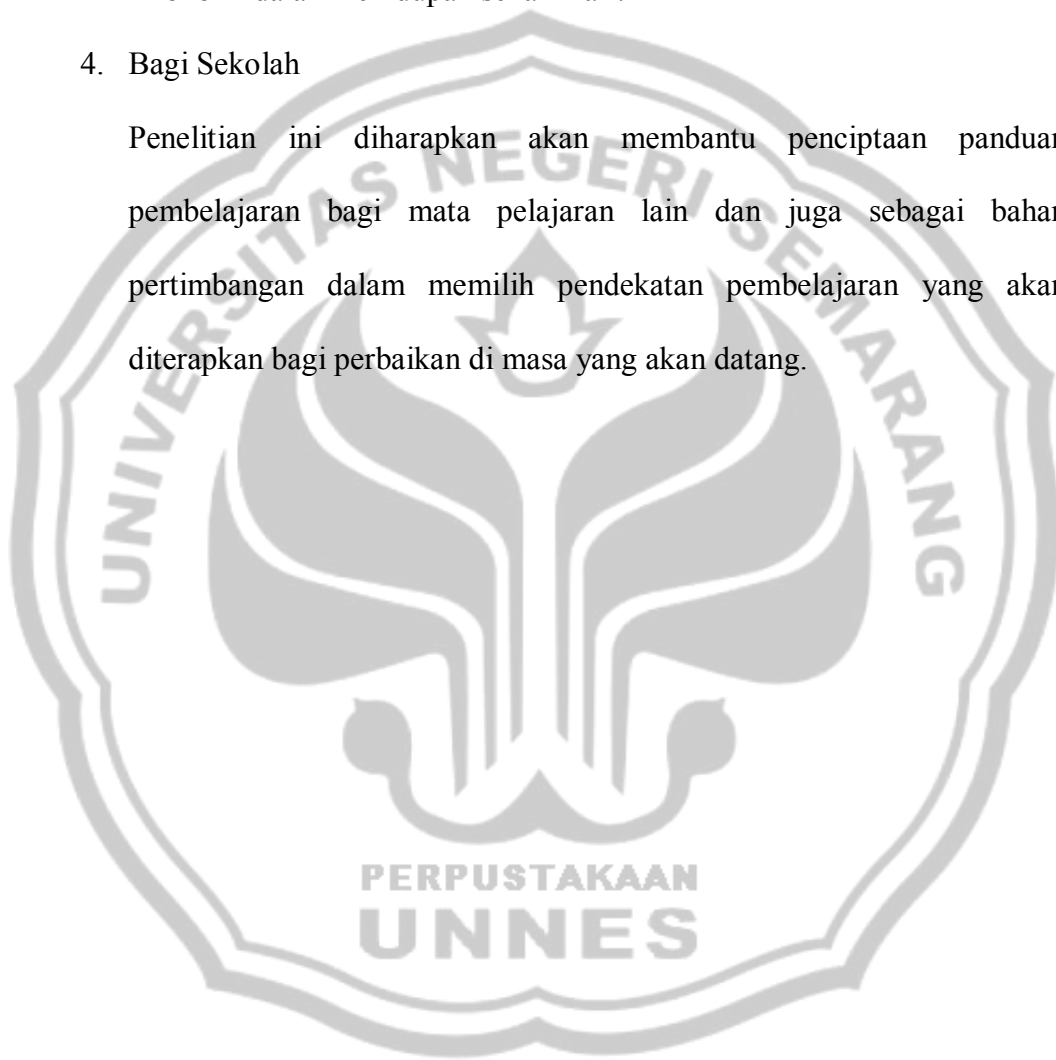 4. Bagi Sekolah
Penelitian ini diharapkan akan membantu penciptaan panduan
pembelajaran bagi mata pelajaran lain dan juga sebagai bahan
pertimbangan dalam memilih pendekatan pembelajaran yang akan
diterapkan bagi perbaikan di masa yang akan datang.
UNIVERSITAS NEGERI SEMARANG
PERPUSTAKAAN
UNNES